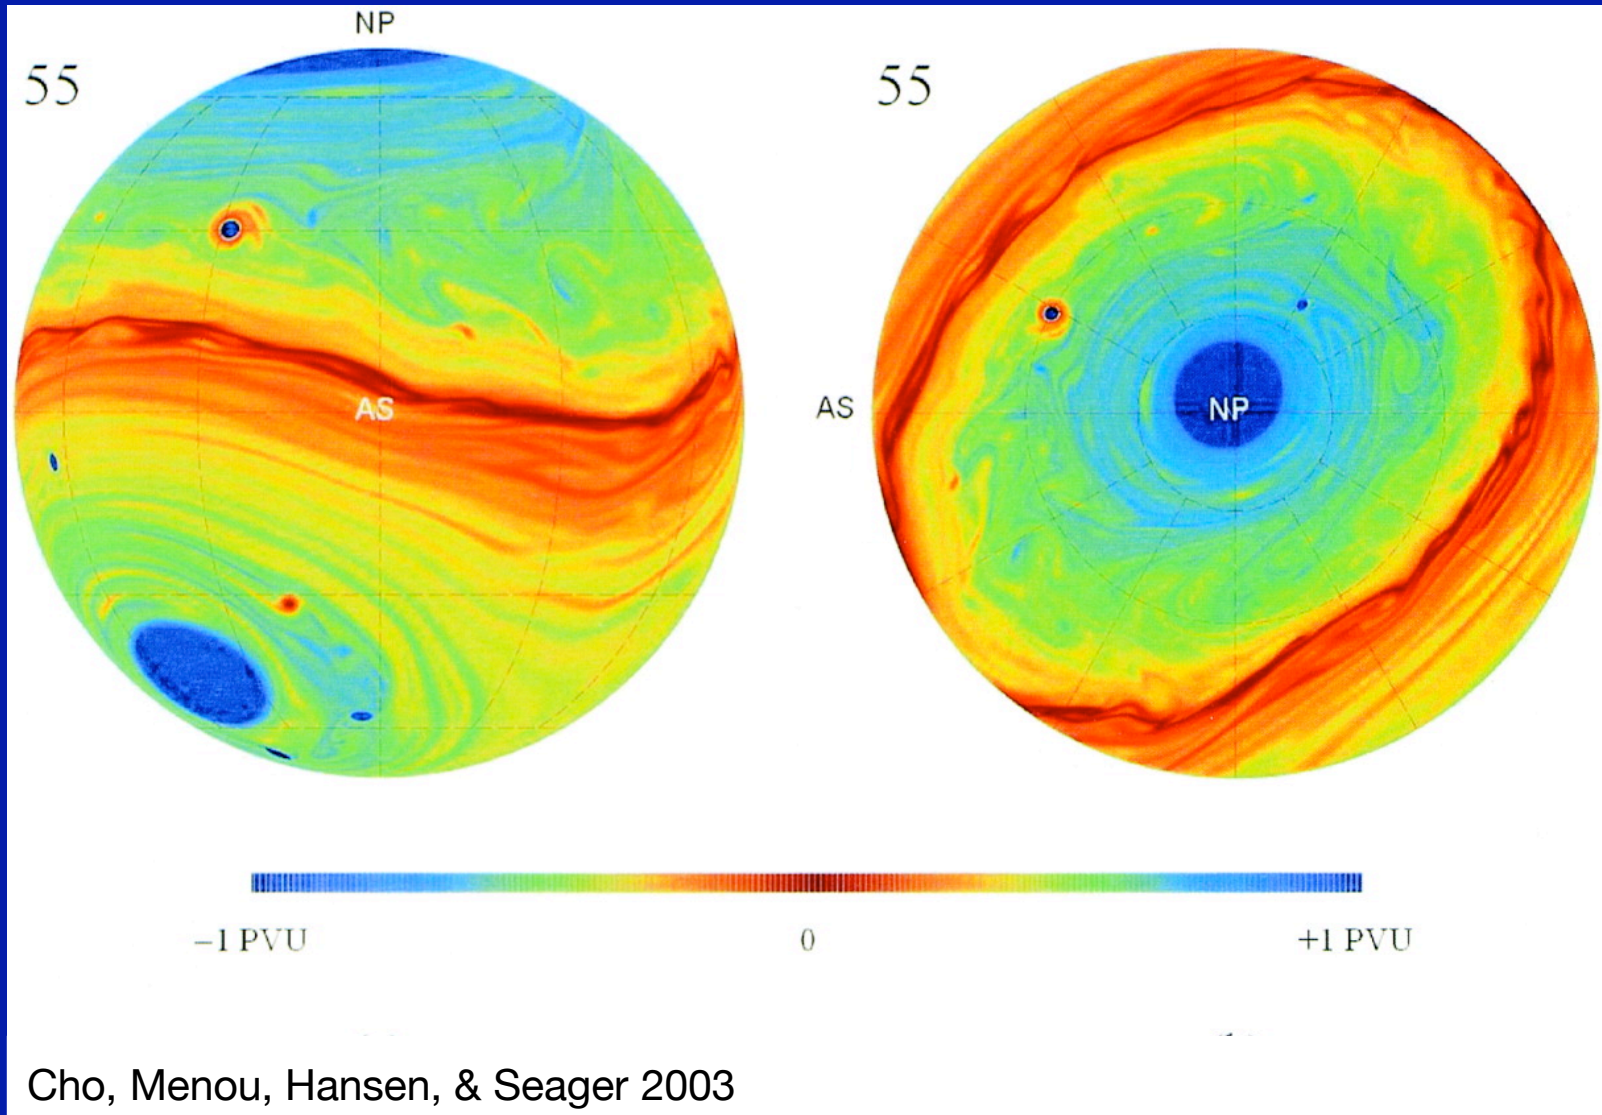 NP
55
55
AS
AS
NP
−1 PVU
0
+1 PVU
Cho, Menou, Hansen, & Seager 2003